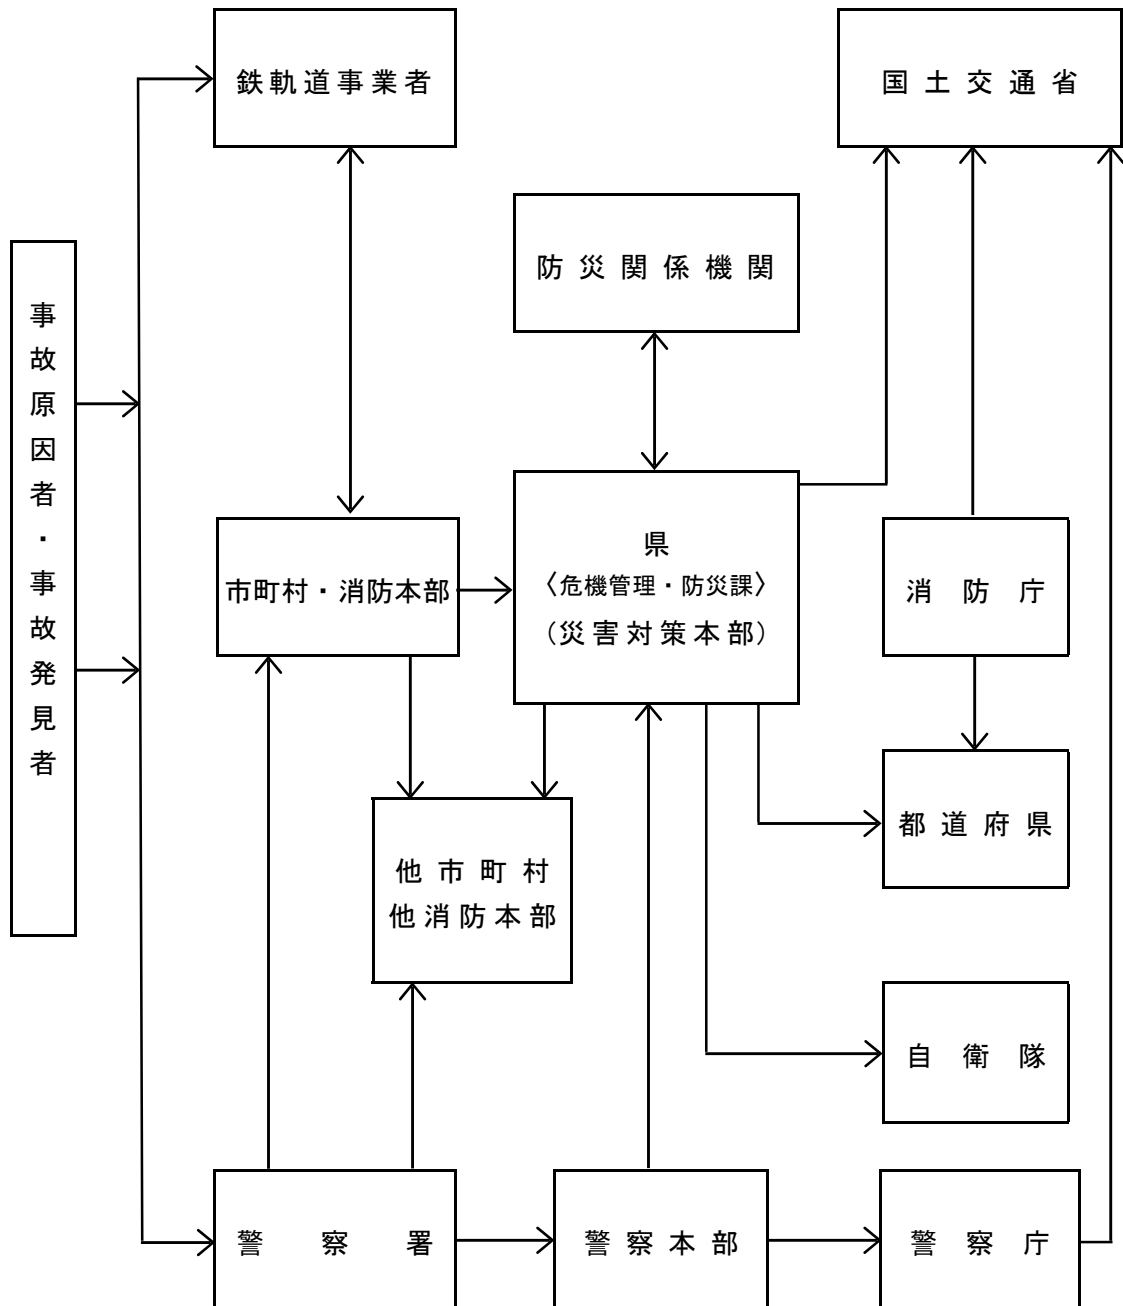 鉄軌道事業者
国土交通省
防災関係機関
事故原因者・事故発見者
県
〈危機管理・防災課〉
（災害対策本部）
市町村・消防本部
消防庁
都道府県
他市町村
他消防本部
自衛隊
警察署
警察本部
警察庁